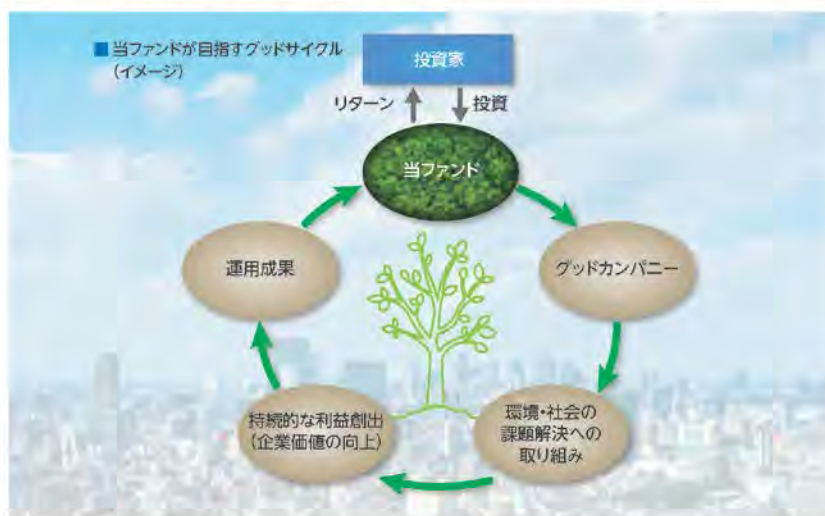 ■ 当ファンドが目指すグッドサイクル
（イメージ）
投資家
リターン
投資
当ファンド
運用成果
グッドカンパニー
持続的な利益創出
（企業価値の向上）
環境・社会の
課題解決への
取り組み